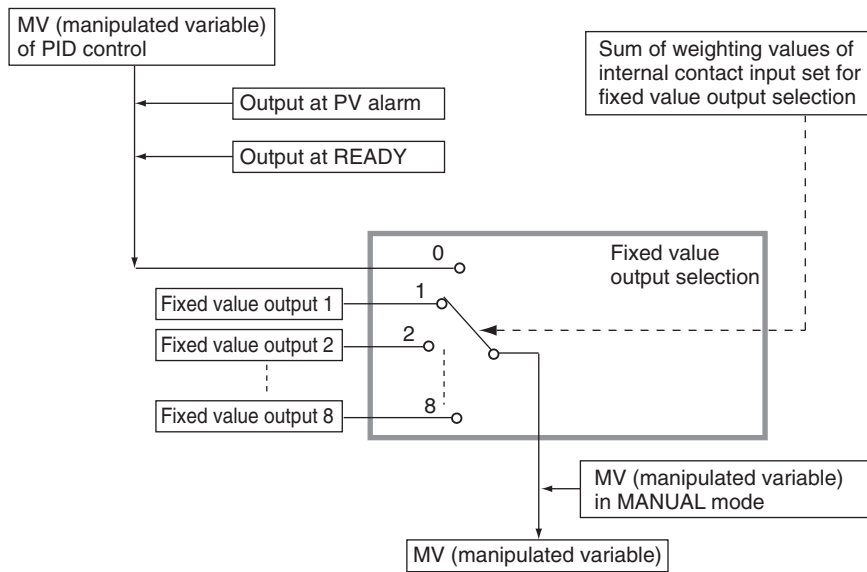 MV (manipulated variable)
of PID control
Sum of weighting values of
internal contact input set for
fixed value output selection
Output at PV alarm
Output at READY
Fixed value
output selection
0
Fixed value output 1
1
Fixed value output 2
2
Fixed value output 8
8
MV (manipulated variable)
in MANUAL mode
MV (manipulated variable)